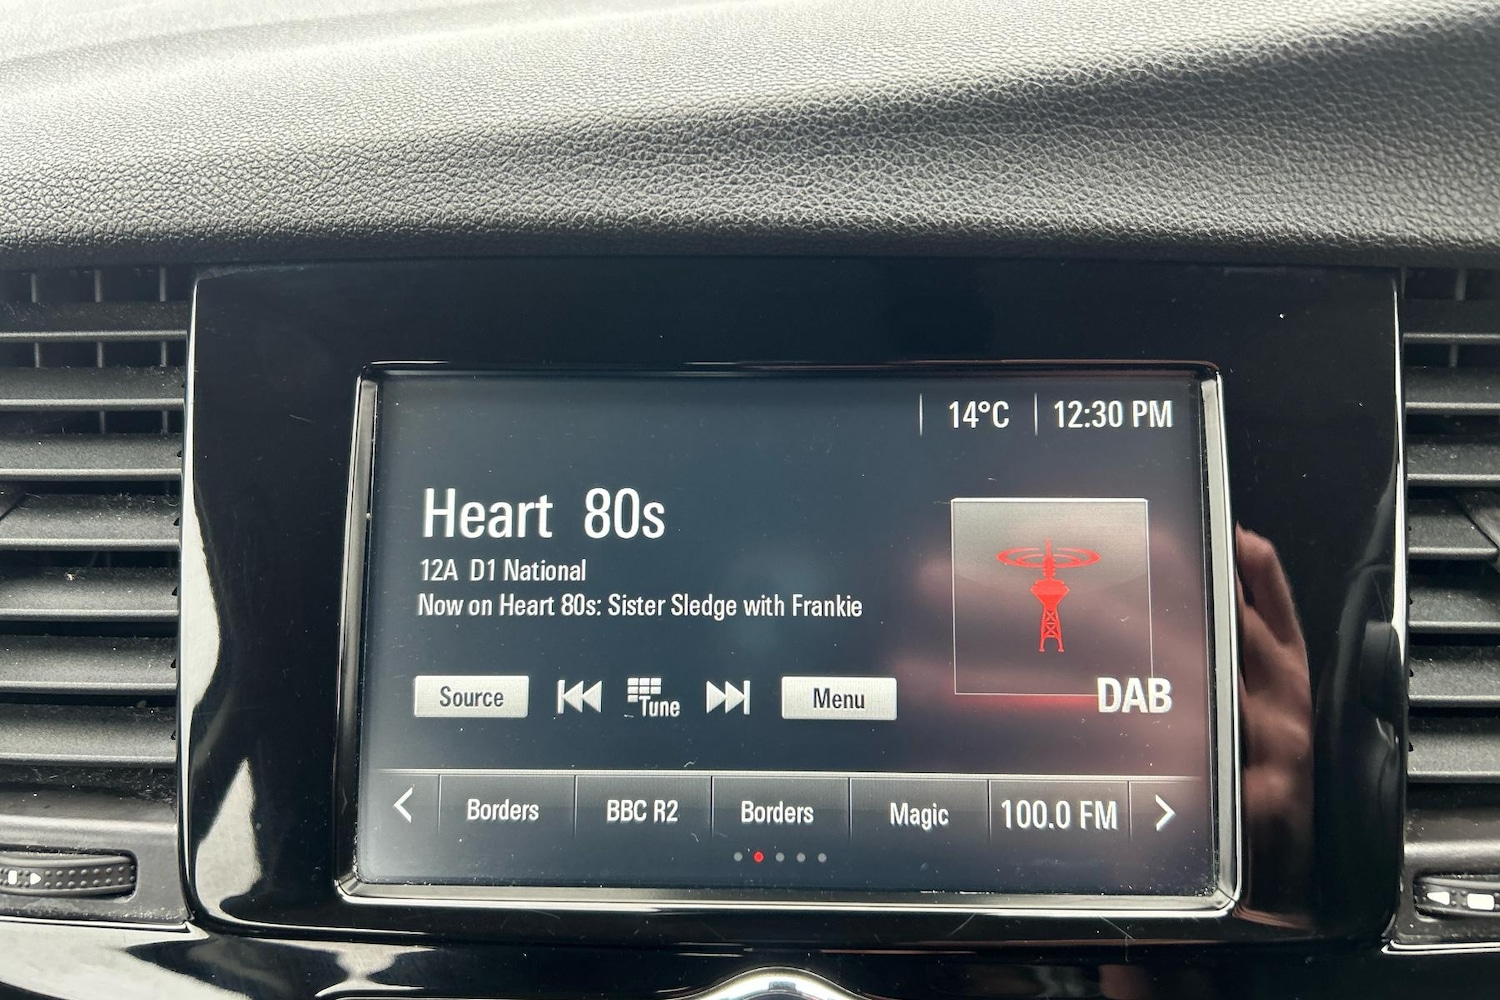 14°C 12:30 PM
Heart 80s
12A D1 National
Now on Heart 80s: Sister Sledge with Frankie
Source Tune Menu
DAB
Borders BBC R2 Borders Magic 100.0 FM